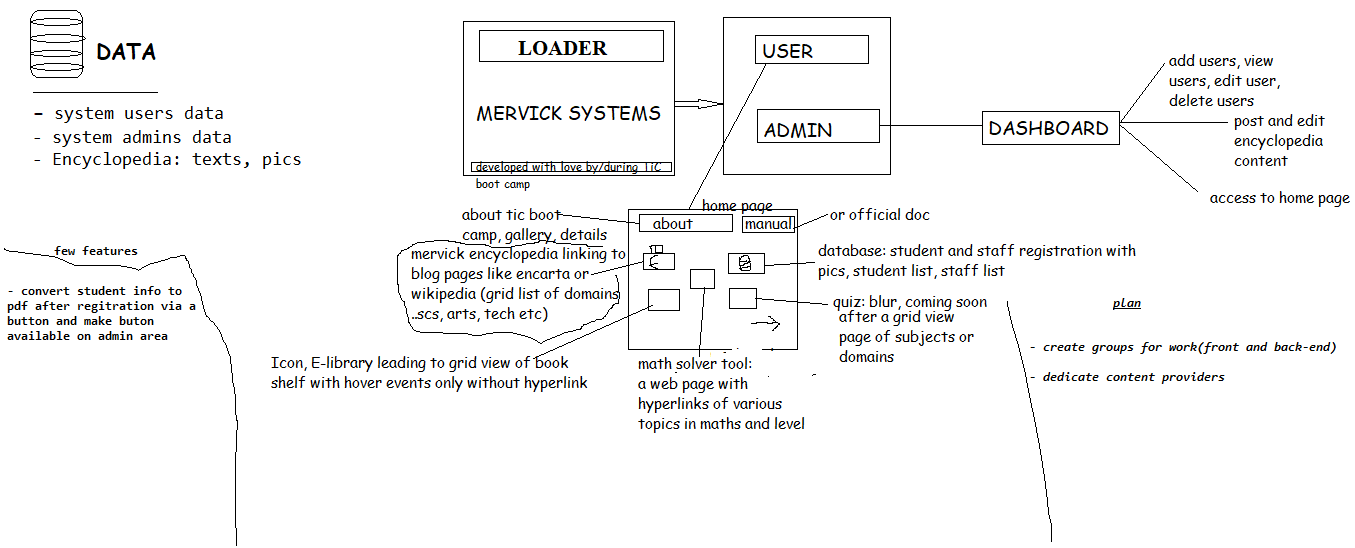 DATA
- system users data
- system admins data
- Encyclopedia: texts, pics
LOADER
MERVICK SYSTEMS
developed with love by/during TiC
boot camp
USER
ADMIN
DASHBOARD
add users, view
users, edit user,
delete users
post and edit
encyclopedia
content
access to home page
home page
about
manual
about tic boot
camp, gallery, details
or official doc
mervick encyclopedia linking to
blog pages like encarta or
wikipedia (grid list of domains
..scs, arts, tech etc)
database: student and staff registration with
pics, student list, staff list
quiz: blur, coming soon
after a grid view
page of subjects or
domains
Icon, E-library leading to grid view of book
shelf with hover events only without hyperlink
math solver tool:
a web page with
hyperlinks of various
topics in maths and level
few features
- convert student info to
pdf after regitration via a
button and make buton
available on admin area
plan
- create groups for work(front and back-end)
- dedicate content providers